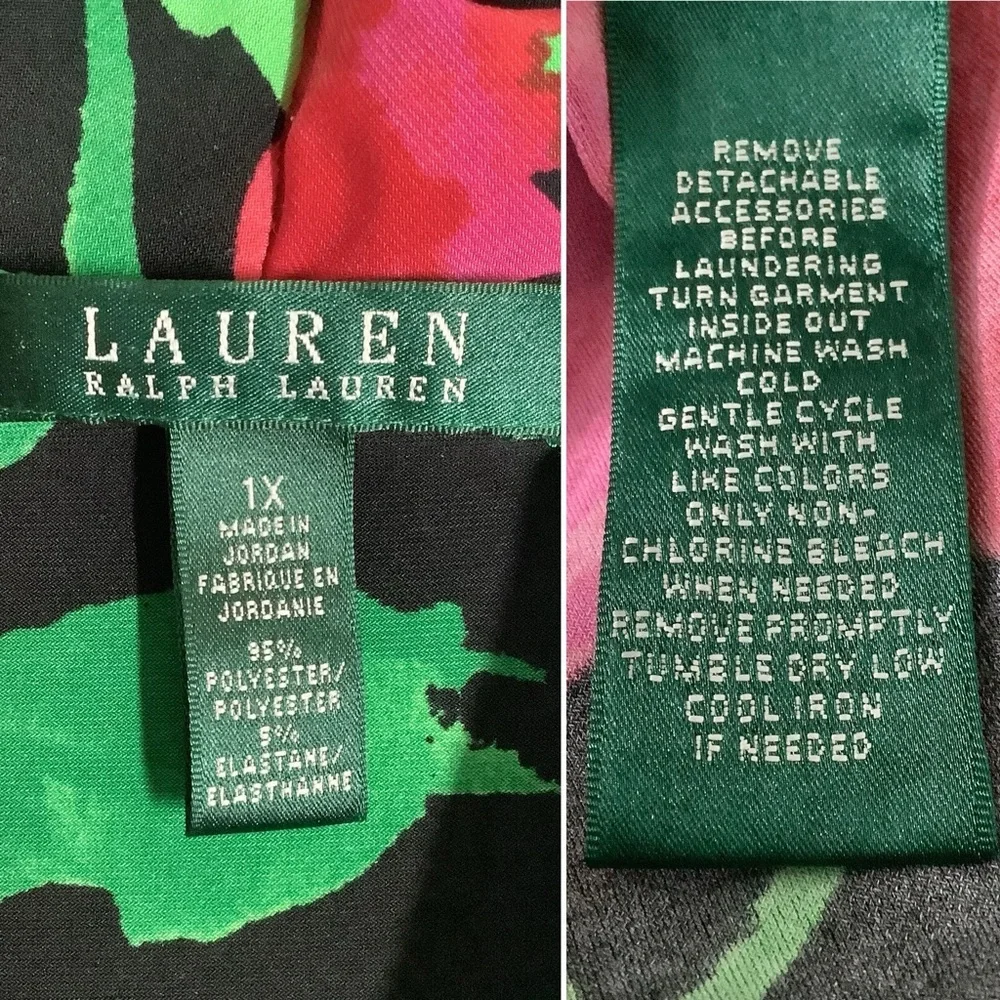 LAUREN
RALPH LAUREN
1X
MADE IN
JORDAN
FABRIQUE EN
JORDANIE
95%
POLYESTER/
POLYESTER
5%
ELASTANE/
ELASTHANNE
REMOVE
DETACHABLE
ACCESSORIES
BEFORE
LAUNDERING
TURN GARMENT
INSIDE OUT
MACHINE WASH
COLD
GENTLE CYCLE
WASH WITH
LIKE COLORS
ONLY NON-
CHLORINE BLEACH
WHEN NEEDED
REMOVE PROMPTLY
TUMBLE DRY LOW
COOL IRON
IF NEEDED